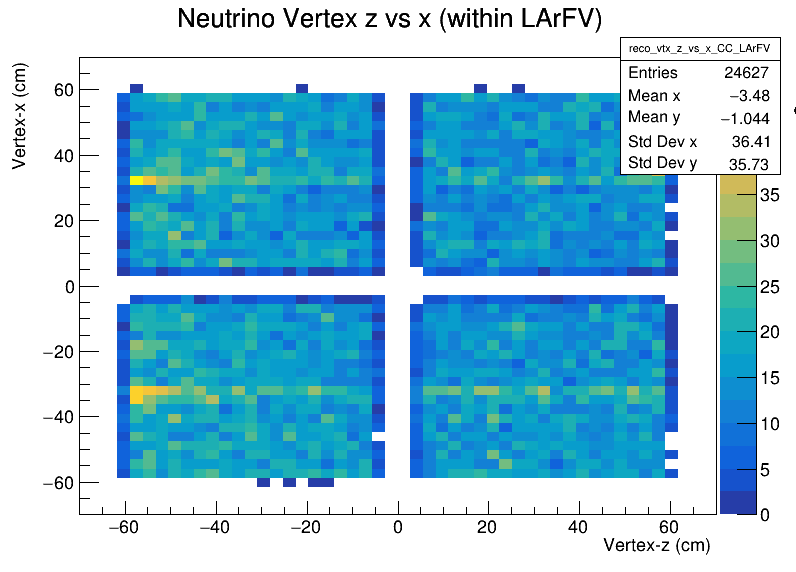 Neutrino Vertex z vs x (within LArFV)
reco_vtx_z_vs_x_CC_LArFV
Entries 24627
Mean x −3.48
Mean y −1.044
Std Dev x 36.41
Std Dev y 35.73
Vertex-x (cm)
60
40
20
0
−20
−40
−60
−60 −40 −20 0 20 40 60
Vertex-z (cm)
35
30
25
20
15
10
5
0